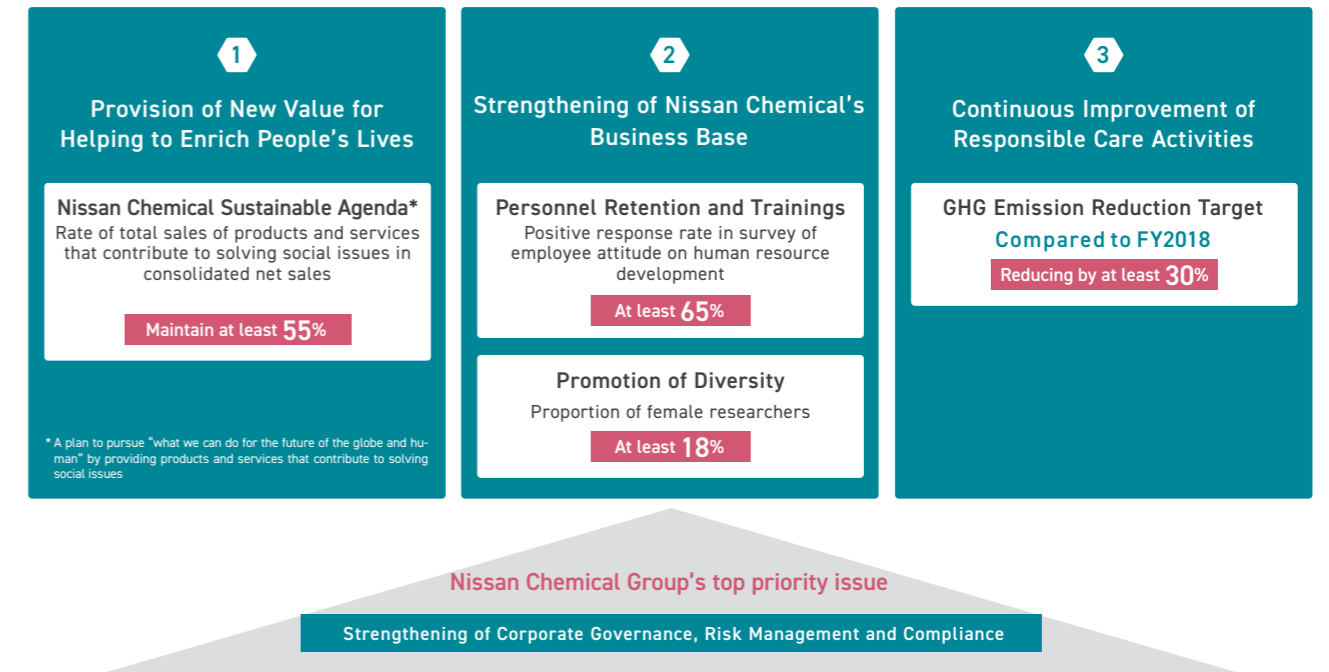 1
Provision of New Value for
Helping to Enrich People's Lives
Nissan Chemical Sustainable Agenda*
Rate of total sales of products and services
that contribute to solving social issues in
consolidated net sales
Maintain at least 55%
* A plan to pursue "what we can do for the future of the globe and hu-
man" by providing products and services that contribute to solving
social issues
2
Strengthening of Nissan Chemical's
Business Base
Personnel Retention and Trainings
Positive response rate in survey of
employee attitude on human resource
development
At least 65%
Promotion of Diversity
Proportion of female researchers
At least 18%
3
Continuous Improvement of
Responsible Care Activities
GHG Emission Reduction Target
Compared to FY2018
Reducing by at least 30%
Nissan Chemical Group's top priority issue
Strengthening of Corporate Governance, Risk Management and Compliance